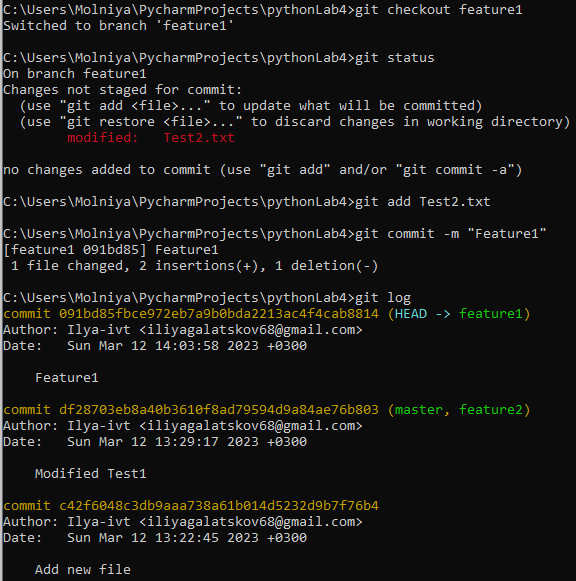 C:\Users\Molniya\PycharmProjects\pythonLab4>git checkout feature1
Switched to branch 'feature1'
C:\Users\Molniya\PycharmProjects\pythonLab4>git status
On branch feature1
Changes not staged for commit:
  (use "git add <file>..." to update what will be committed)
  (use "git restore <file>..." to discard changes in working directory)
        modified:   Test2.txt
no changes added to commit (use "git add" and/or "git commit -a")
C:\Users\Molniya\PycharmProjects\pythonLab4>git add Test2.txt
C:\Users\Molniya\PycharmProjects\pythonLab4>git commit -m "Feature1"
[feature1 091bd85] Feature1
 1 file changed, 2 insertions(+), 1 deletion(-)
C:\Users\Molniya\PycharmProjects\pythonLab4>git log
commit 091bd85fbce972eb7a9b0bda2213ac4f4cab8814 (HEAD -> feature1)
Author: Ilya-ivt <iliyagalatskov68@gmail.com>
Date:   Sun Mar 12 14:03:58 2023 +0300
    Feature1
commit df28703eb8a40b3610f8ad79594d9a84ae76b803 (master, feature2)
Author: Ilya-ivt <iliyagalatskov68@gmail.com>
Date:   Sun Mar 12 13:29:17 2023 +0300
    Modified Test1
commit c42f6048c3db9aaa738a61b014d5232d9b7f76b4
Author: Ilya-ivt <iliyagalatskov68@gmail.com>
Date:   Sun Mar 12 13:22:45 2023 +0300
    Add new file